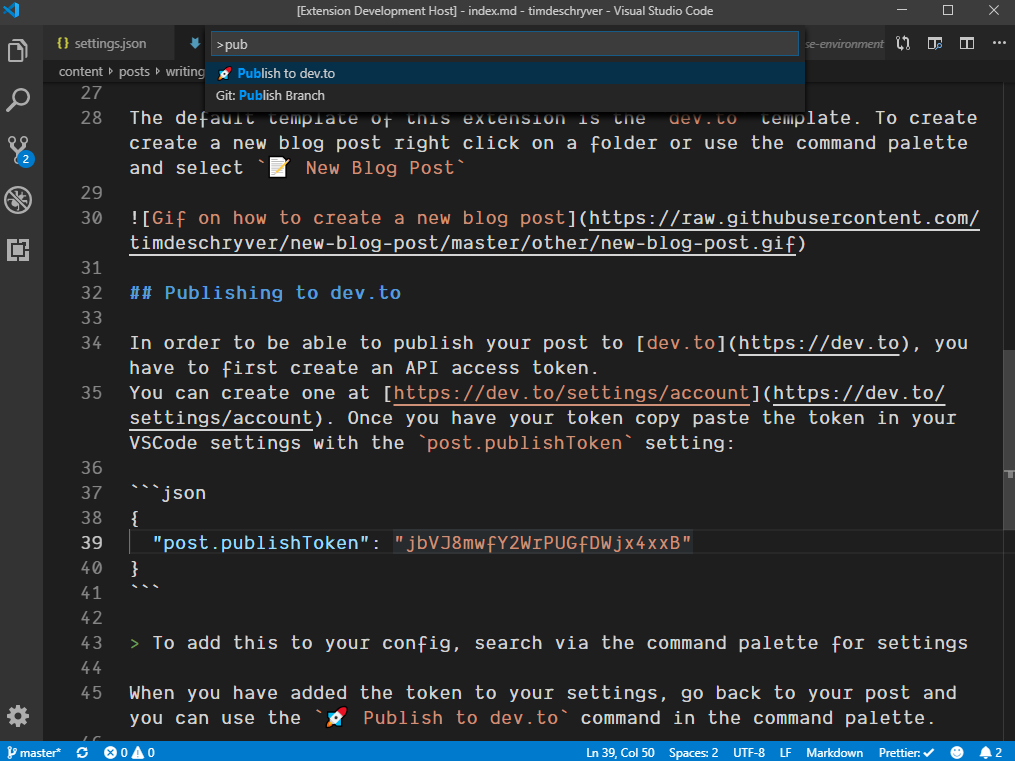 [Extension Development Host] - index.md - timdeschryver - Visual Studio Code
{} settings.json
se-environment
>pub
content › posts › writing
🚀 Publish to dev.to
Git: Publish Branch
27
28 The default template of this extension is the `dev.to` template. To create
create a new blog post right click on a folder or use the command palette
and select `📝 New Blog Post`
29
30 ![Gif on how to create a new blog post](https://raw.githubusercontent.com/
timdeschryver/new-blog-post/master/other/new-blog-post.gif)
31
32 ## Publishing to dev.to
33
34 In order to be able to publish your post to [dev.to](https://dev.to), you
have to first create an API access token.
35 You can create one at [https://dev.to/settings/account](https://dev.to/
settings/account). Once you have your token copy paste the token in your
VSCode settings with the `post.publishToken` setting:
36
37 ```json
38 {
39 "post.publishToken": "jbVJ8mwfY2WrPUGfDWjx4xxB"
40 }
41 ```
42
43 > To add this to your config, search via the command palette for settings
44
45 When you have added the token to your settings, go back to your post and
you can use the `🚀 Publish to dev.to` command in the command palette.
2
master* 0 0 Ln 39, Col 50 Spaces: 2 UTF-8 LF Markdown Prettier: ✓ 2